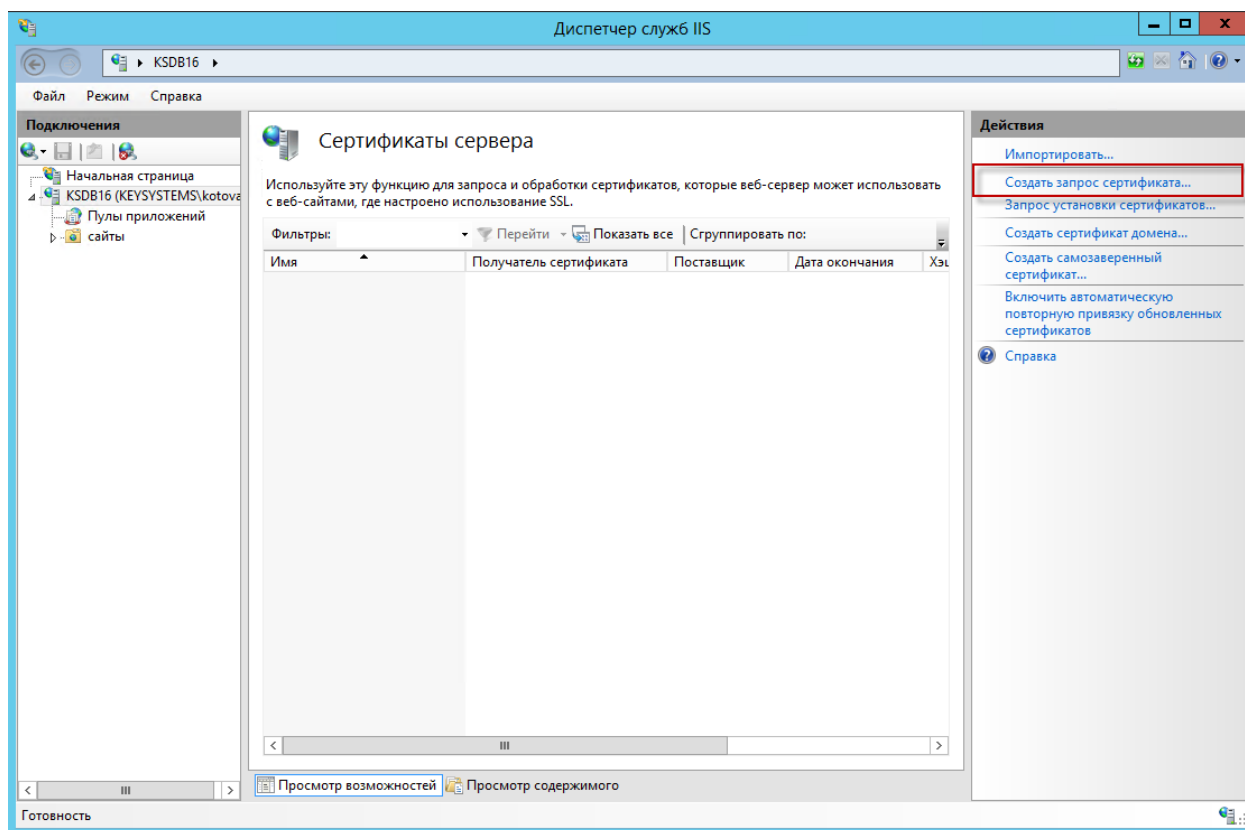 Диспетчер служб IIS
KSDB16
Файл Режим Справка
Подключения
Начальная страница
KSDB16 (KEYSYSTEMS\kotova
Пулы приложений
сайты
Сертификаты сервера
Используйте эту функцию для запроса и обработки сертификатов, которые веб-сервер может использовать
с веб-сайтами, где настроено использование SSL.
Фильтры: Перейти Показать все Сгруппировать по:
Имя Получатель сертификата Поставщик Дата окончания Хэш
Просмотр возможностей Просмотр содержимого
Действия
Импортировать...
Создать запрос сертификата...
Запрос установки сертификатов...
Создать сертификат домена...
Создать самозаверенный
сертификат...
Включить автоматическую
повторную привязку обновленных
сертификатов
Справка
Готовность